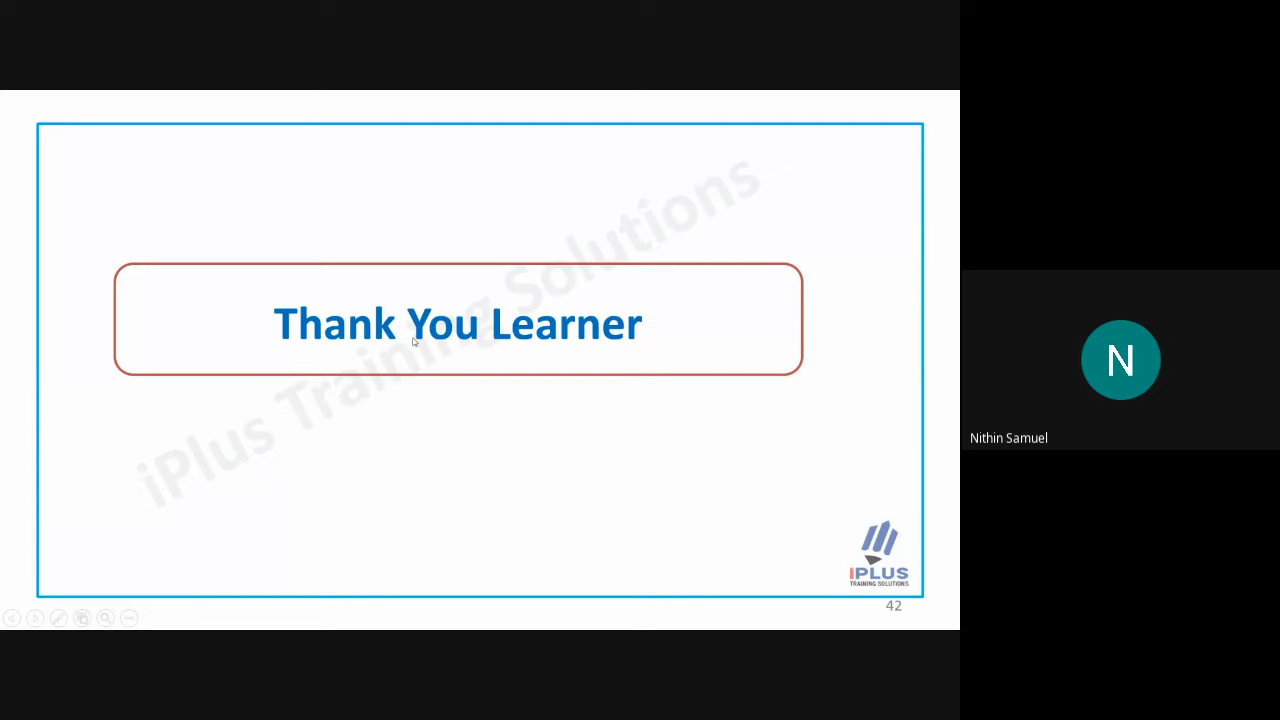 iPlus Training Solutions
Thank You Learner
IPLUS
TRAINING SOLUTIONS
42
N
Nithin Samuel